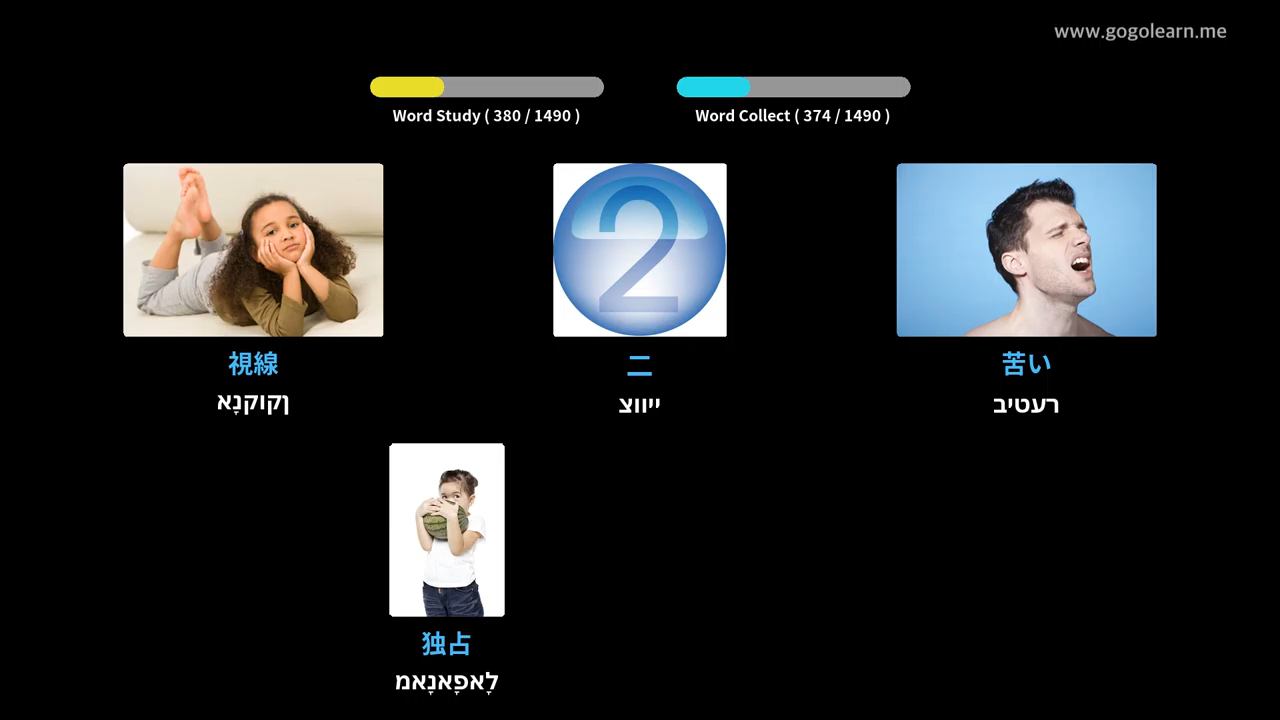 www.gogolearn.me
Word Study ( 380 / 1490 )
Word Collect ( 374 / 1490 )
視線
ןקוקנָא
二
ייווצ
苦い
רעטיב
独占
לָאפָאנָאמ